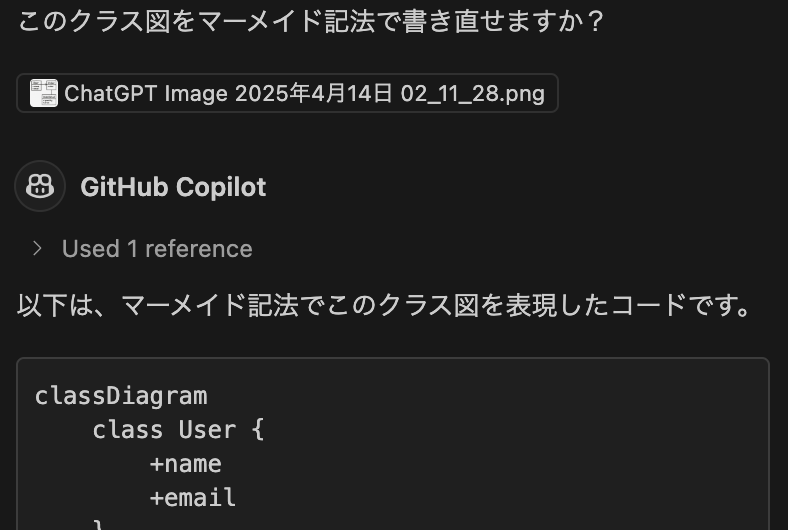 このクラス図をマーメイド記法で書き直せますか？
ChatGPT Image 2025年4月14日 02_11_28.png
GitHub Copilot
Used 1 reference
以下は、マーメイド記法でこのクラス図を表現したコードです。
classDiagram
    class User {
        +name
        +email
    }